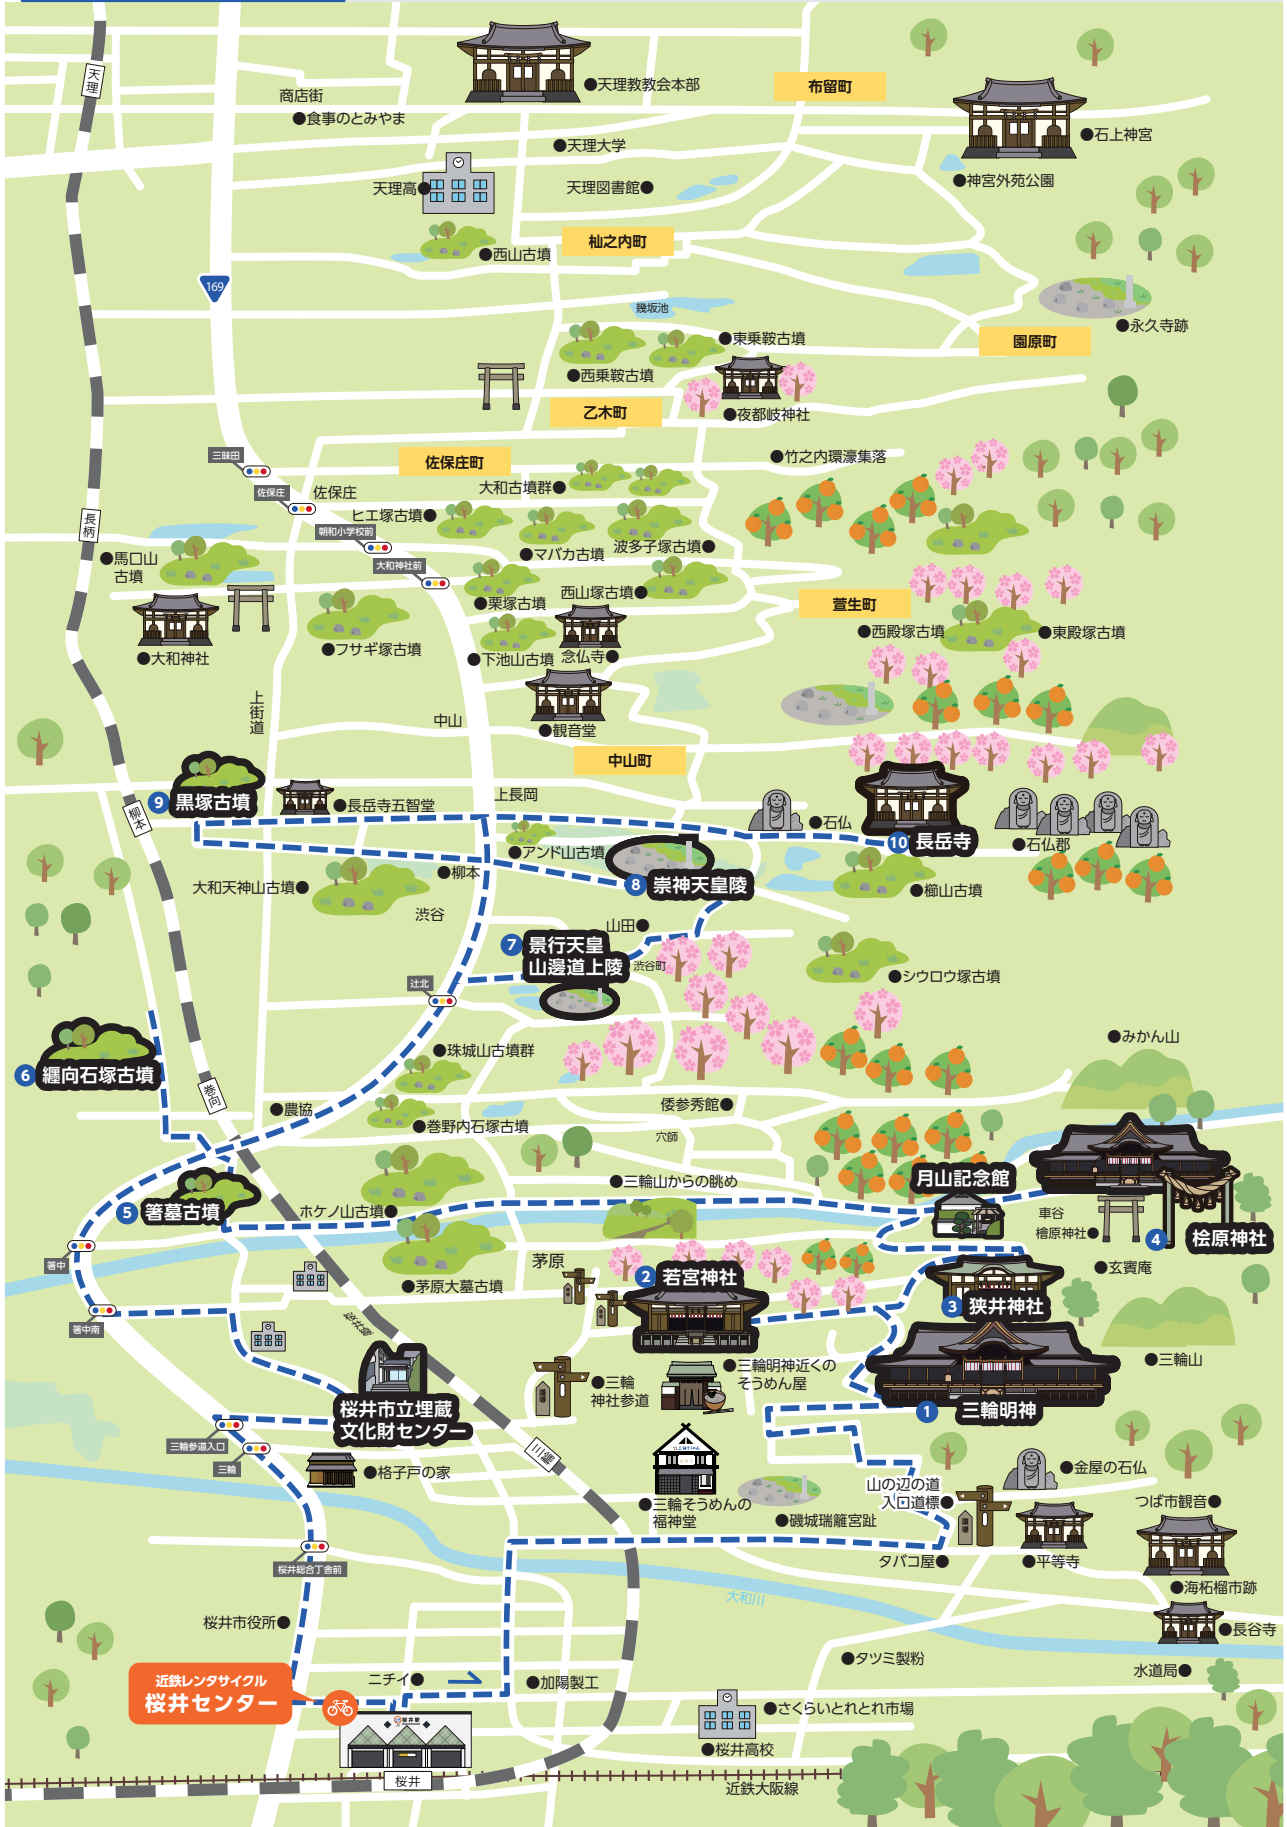 天理
商店街
●食事のとみやま
●天理教教会本部
布留町
●石上神宮
●天理大学
天理高●
天理図書館●
●神宮外苑公園
杣之内町
●西山古墳
169
幾坂池
●永久寺跡
●東乗鞍古墳
園原町
●西乗鞍古墳
乙木町
●夜都岐神社
三昧田
佐保庄町
●竹之内環濠集落
佐保庄
佐保庄
大和古墳群●
長柄
ヒエ塚古墳●
朝和小学校前
●マバカ古墳
波多子塚古墳●
●馬口山
古墳
大和神社前
●栗塚古墳
西山塚古墳●
萱生町
●西殿塚古墳
●東殿塚古墳
●大和神社
●フサギ塚古墳
●下池山古墳
念仏寺●
上街道
中山
●観音堂
中山町
9 黒塚古墳
柳本
●長岳寺五智堂
上長岡
●石仏
10 長岳寺
●石仏郡
●アンド山古墳
大和天神山古墳●
●柳本
8 崇神天皇陵
●櫛山古墳
渋谷
山田●
7 景行天皇
山邊道上陵
渋谷町
●シウロウ塚古墳
辻北
●みかん山
●珠城山古墳群
6 纒向石塚古墳
巻向
●農協
倭参秀館●
●巻野内石塚古墳
穴師
●三輪山からの眺め
月山記念館
5 箸墓古墳
ホケノ山古墳●
車谷
檜原神社●
4 桧原神社
箸中
茅原
●玄賓庵
●茅原大墓古墳
2 若宮神社
3 狭井神社
箸中南
桜井線
●三輪山
●三輪明神近くの
そうめん屋
●三輪
神社参道
桜井市立埋蔵
文化財センター
1 三輪明神
三輪参道入口
三輪
三輪
●格子戸の家
●金屋の石仏
山の辺の道
入口道標●
つば市観音●
●三輪そうめんの
福神堂
●磯城瑞籬宮趾
タバコ屋●
●平等寺
桜井総合丁舎前
●海柘榴市跡
大和川
桜井市役所●
●長谷寺
●タツミ製粉
水道局●
近鉄レンタサイクル
桜井センター
ニチイ●
●加陽製工
●さくらいとれとれ市場
桜井駅
●桜井高校
桜井
近鉄大阪線